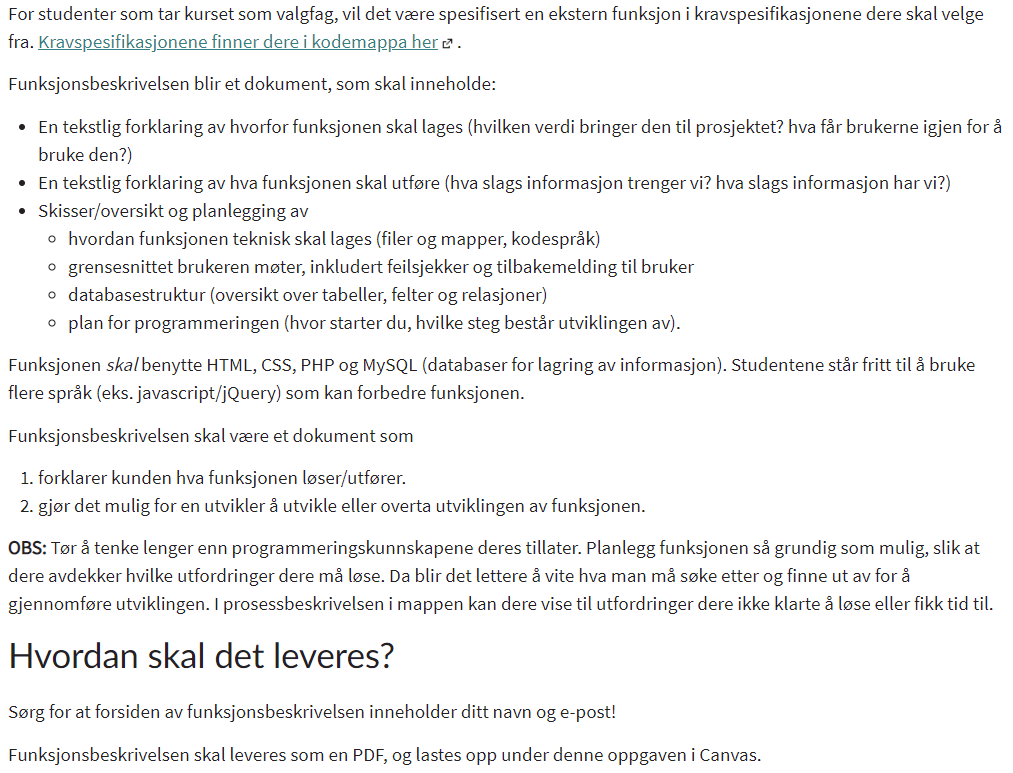 For studenter som tar kurset som valgfag, vil det være spesifisert en ekstern funksjon i kravspesifikasjonene dere skal velge
fra. Kravspesifikasjonene finner dere i kodemappa her .
Funksjonsbeskrivelsen blir et dokument, som skal inneholde:
• En tekstlig forklaring av hvorfor funksjonen skal lages (hvilken verdi bringer den til prosjektet? hva får brukerne igjen for å
bruke den?)
• En tekstlig forklaring av hva funksjonen skal utføre (hva slags informasjon trenger vi? hva slags informasjon har vi?)
• Skisser/oversikt og planlegging av
◦ hvordan funksjonen teknisk skal lages (filer og mapper, kodespråk)
◦ grensesnittet brukeren møter, inkludert feilsjekker og tilbakemelding til bruker
◦ databasestruktur (oversikt over tabeller, felter og relasjoner)
◦ plan for programmeringen (hvor starter du, hvilke steg består utviklingen av).
Funksjonen skal benytte HTML, CSS, PHP og MySQL (databaser for lagring av informasjon). Studentene står fritt til å bruke
flere språk (eks. javascript/jQuery) som kan forbedre funksjonen.
Funksjonsbeskrivelsen skal være et dokument som
1. forklarer kunden hva funksjonen løser/utfører.
2. gjør det mulig for en utvikler å utvikle eller overta utviklingen av funksjonen.
OBS: Tør å tenke lenger enn programmeringskunnskapene deres tillater. Planlegg funksjonen så grundig som mulig, slik at
dere avdekker hvilke utfordringer dere må løse. Da blir det lettere å vite hva man må søke etter og finne ut av for å
gjennomføre utviklingen. I prosessbeskrivelsen i mappen kan dere vise til utfordringer dere ikke klarte å løse eller fikk tid til.
Hvordan skal det leveres?
Sørg for at forsiden av funksjonsbeskrivelsen inneholder ditt navn og e-post!
Funksjonsbeskrivelsen skal leveres som en PDF, og lastes opp under denne oppgaven i Canvas.